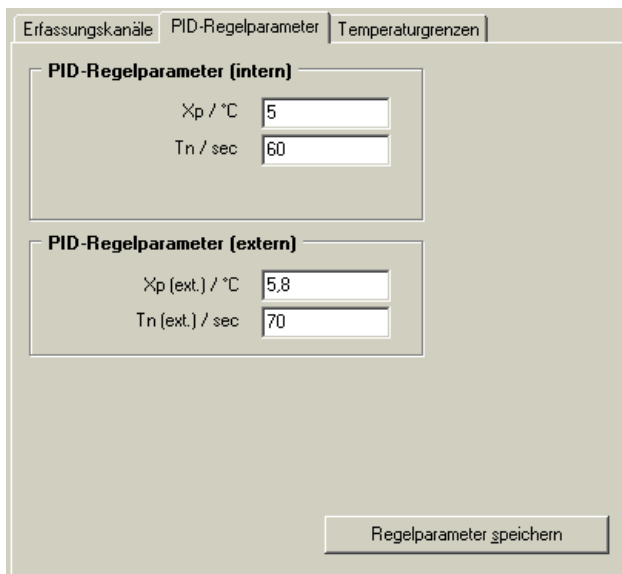 Erfassungskanäle PID-Regelparameter Temperaturgrenzen
PID-Regelparameter (intern)
Xp / °C 5
Tn / sec 60
PID-Regelparameter (extern)
Xp (ext.) / °C 5,8
Tn (ext.) / sec 70
Regelparameter speichern